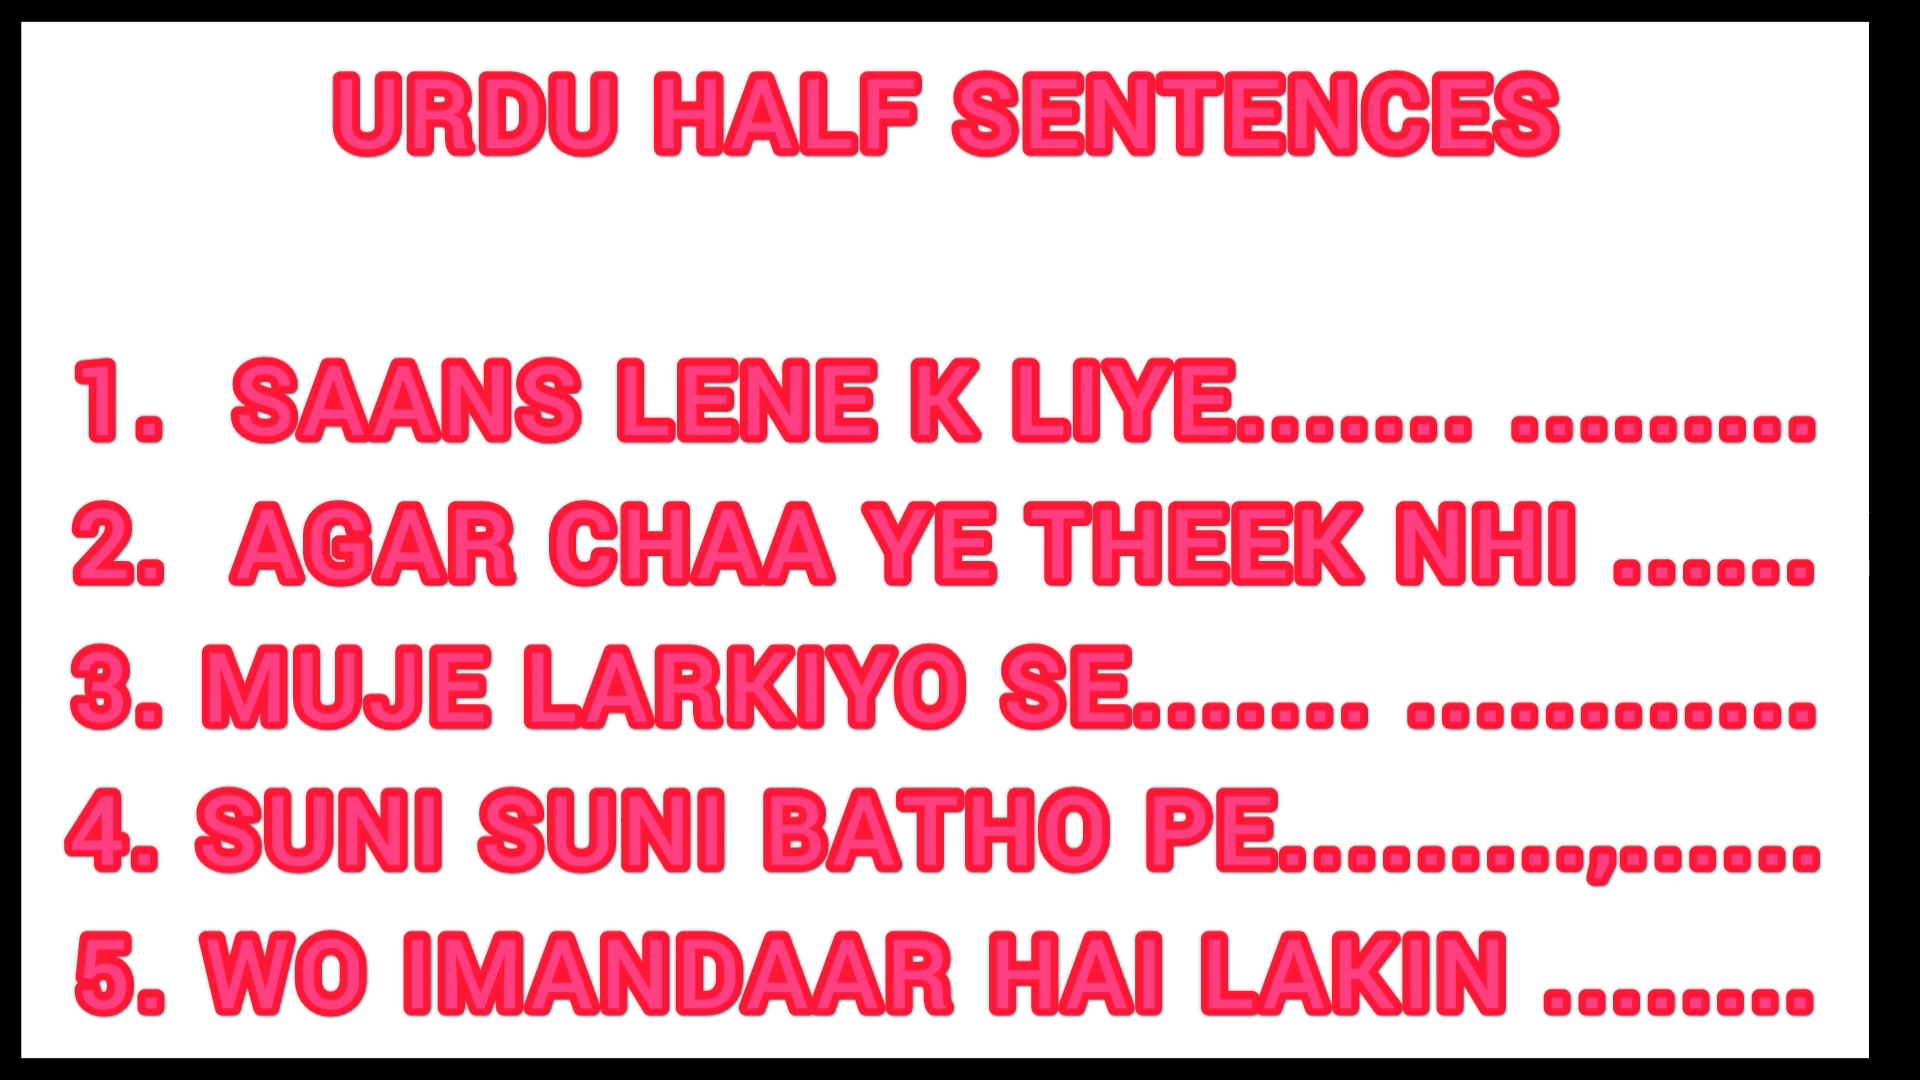 URDU HALF SENTENCES
1. SAANS LENE K LIYE....... .........
2. AGAR CHAA YE THEEK NHI ......
3. MUJE LARKIYO SE....... ............
4. SUNI SUNI BATHO PE.........,......
5. WO IMANDAAR HAI LAKIN ........